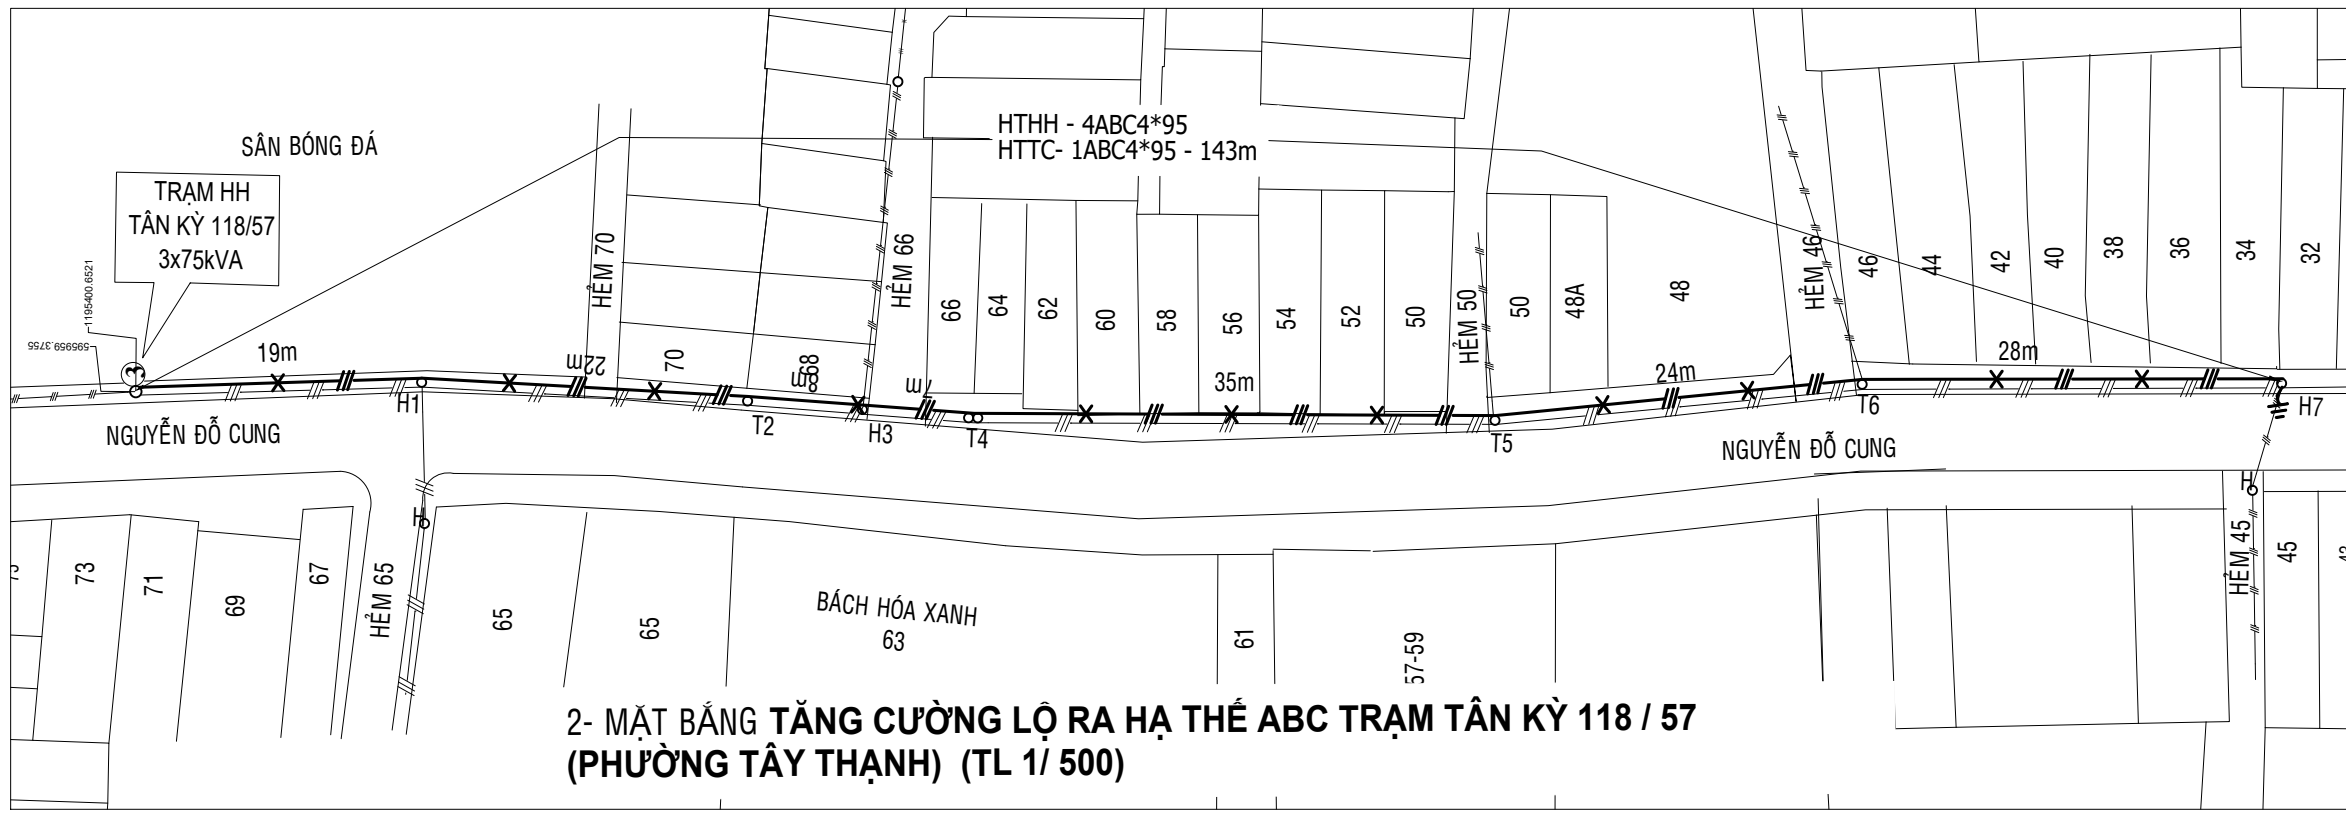 HTHH - 4ABC4*95
HTTC- 1ABC4*95 - 143m
SÂN BÓNG ĐÁ
TRẠM HH
TÂN KỲ 118/57
3x75kVA
1195400.6521
595959.3755
3
19m
22m
8m
7m
35m
24m
28m
HẺM 70
HẺM 66
HẺM 50
HẺM 46
70
68
66
64
62
60
58
56
54
52
50
50
48A
48
46
44
42
40
38
36
34
32
H1
T2
H3
T4
T5
T6
H7
NGUYỄN ĐỖ CUNG
NGUYỄN ĐỖ CUNG
H
H
73
71
69
67
HẺM 65
65
65
BÁCH HÓA XANH
63
61
57-59
HẺM 45
45
2- MẶT BẰNG TĂNG CƯỜNG LỘ RA HẠ THẾ ABC TRẠM TÂN KỲ 118 / 57
(PHƯỜNG TÂY THẠNH) (TL 1/ 500)